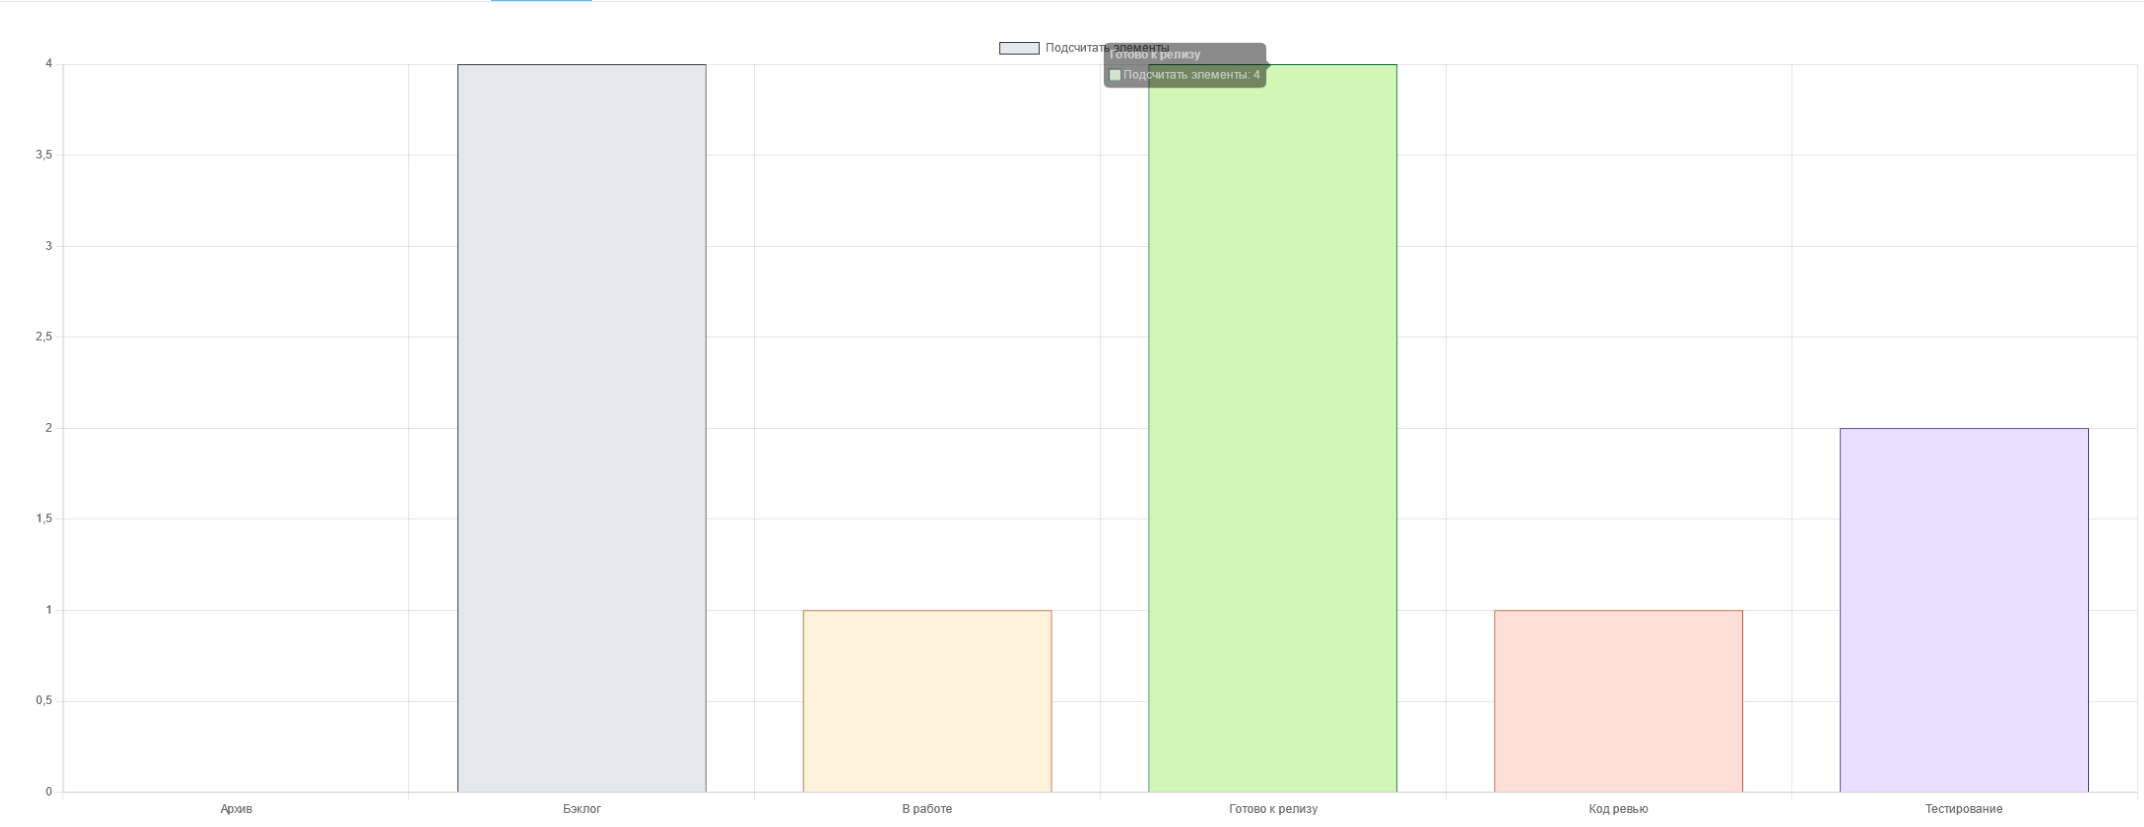 Подсчитать элементы
Готово к релизу
Подсчитать элементы: 4
4
3,5
3
2,5
2
1,5
1
0,5
0
Архив
Бэклог
В работе
Готово к релизу
Код ревью
Тестирование